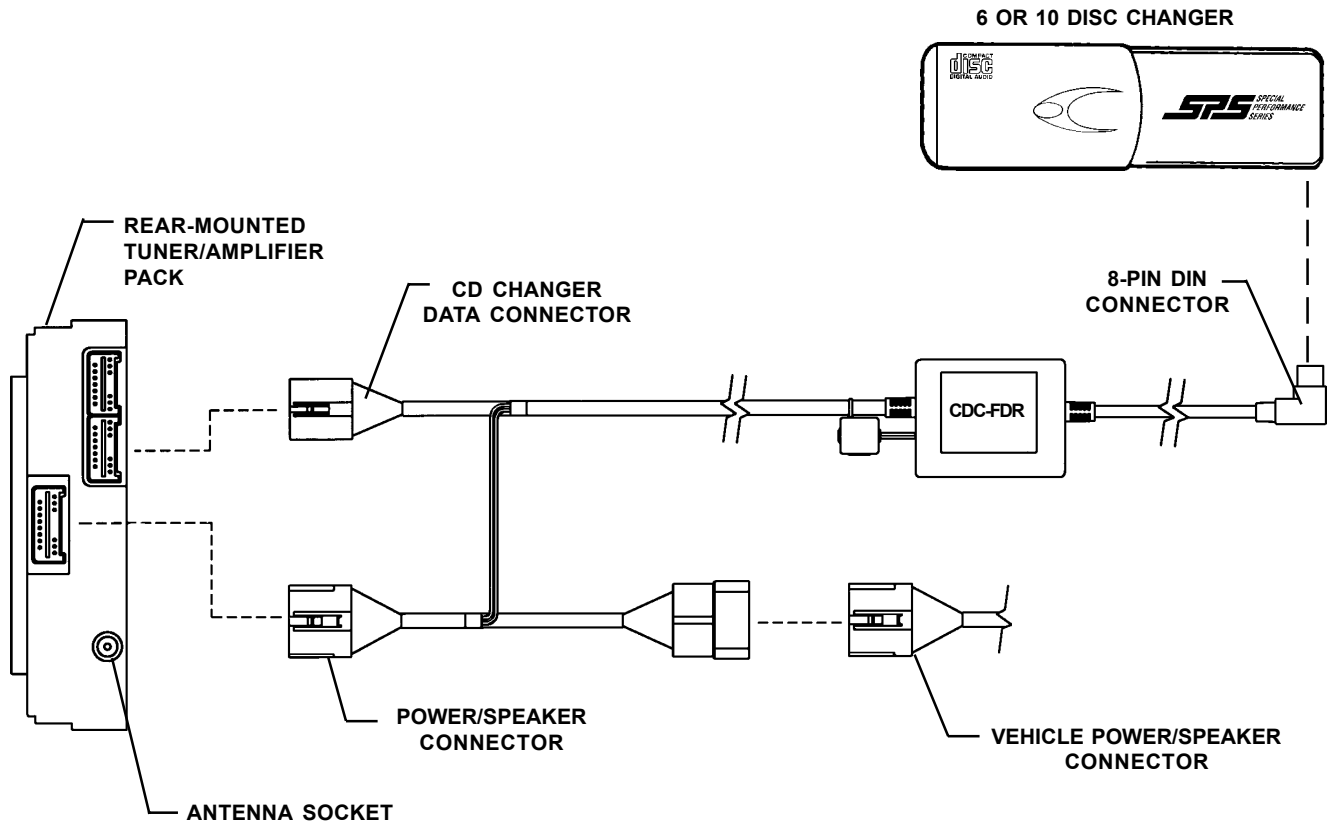 6 OR 10 DISC CHANGER
COMPACT
disc
DIGITAL AUDIO
SPS
SPECIAL
PERFORMANCE
SERIES
REAR-MOUNTED
TUNER/AMPLIFIER
PACK
CD CHANGER
DATA CONNECTOR
8-PIN DIN
CONNECTOR
CDC-FDR
POWER/SPEAKER
CONNECTOR
VEHICLE POWER/SPEAKER
CONNECTOR
ANTENNA SOCKET